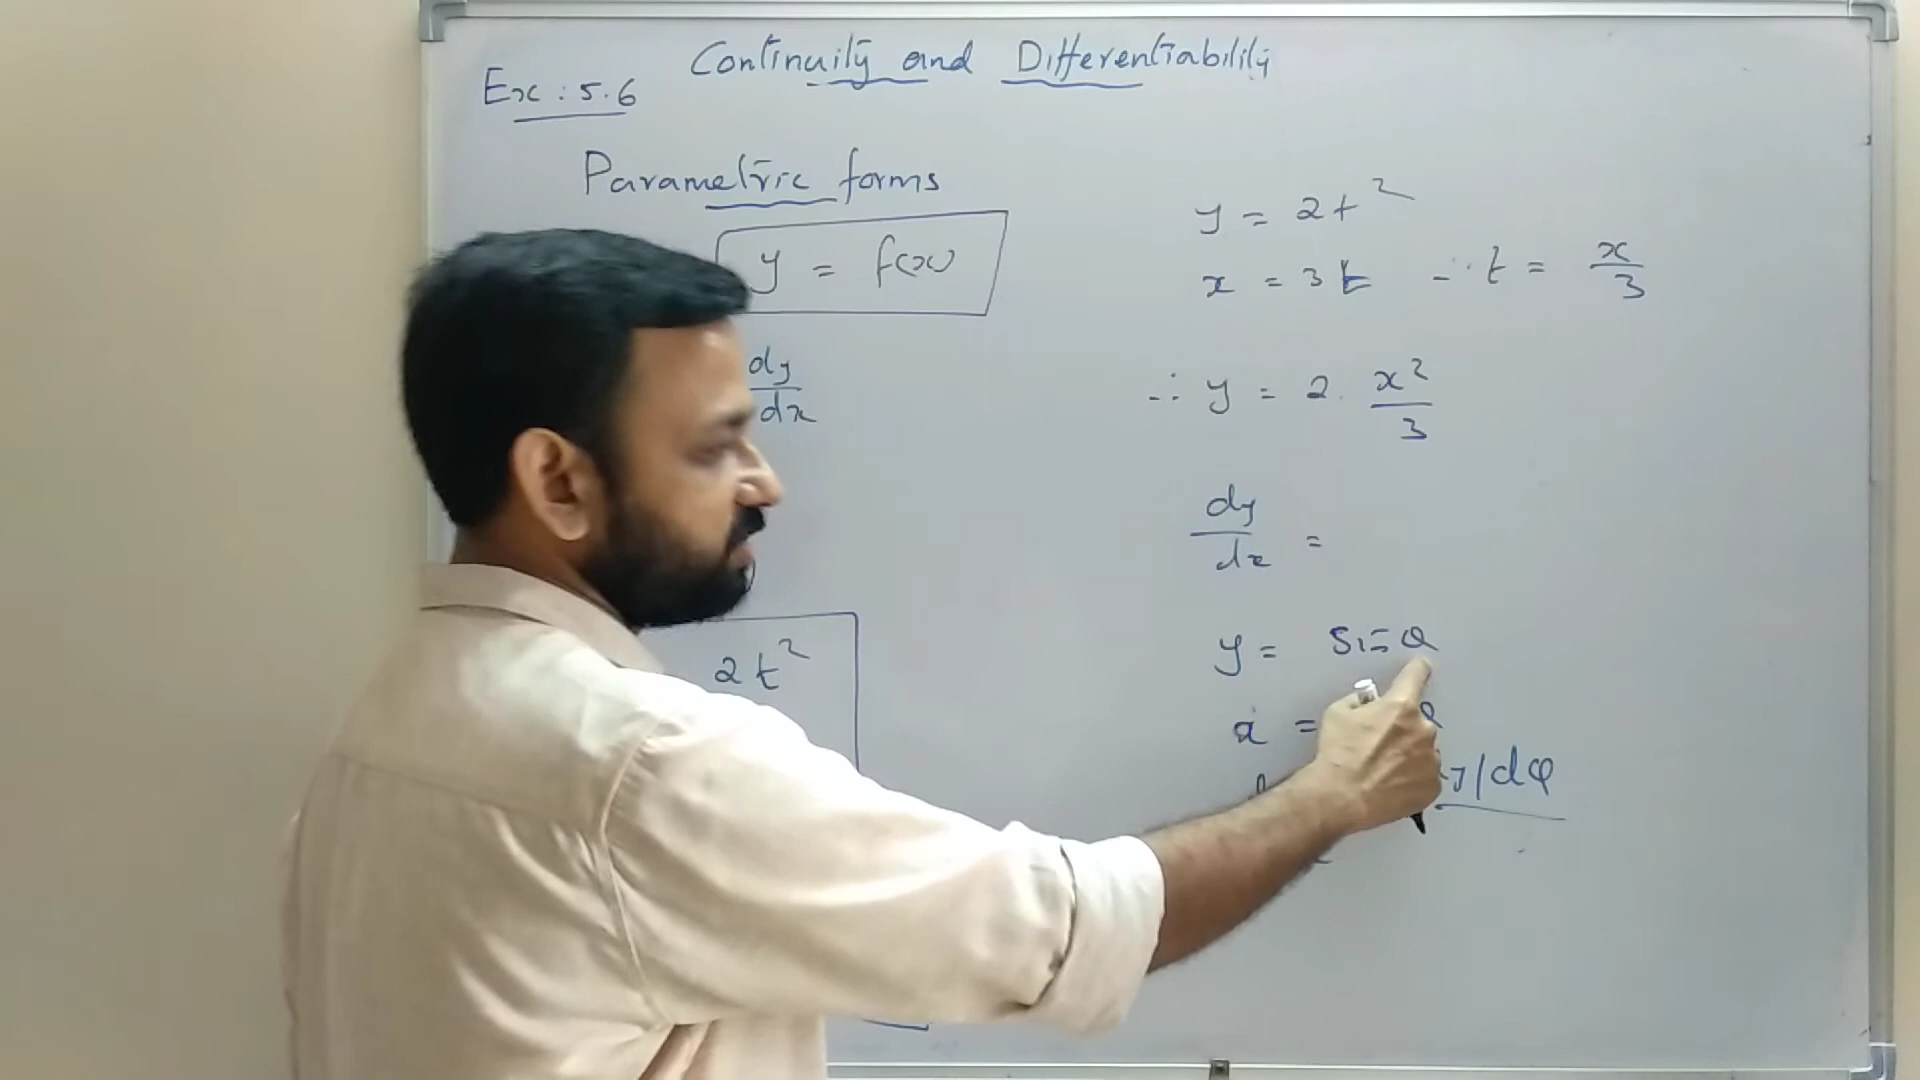 Continuity and Differentiability
Ex : 5.6
Parametric forms
y = f(x)
dy
dx
2t²
y = 2t²
x = 3t ∴ t = x/3
∴ y = 2. x²/3
dy/dx =
y = Sinθ
x =
y/dθ